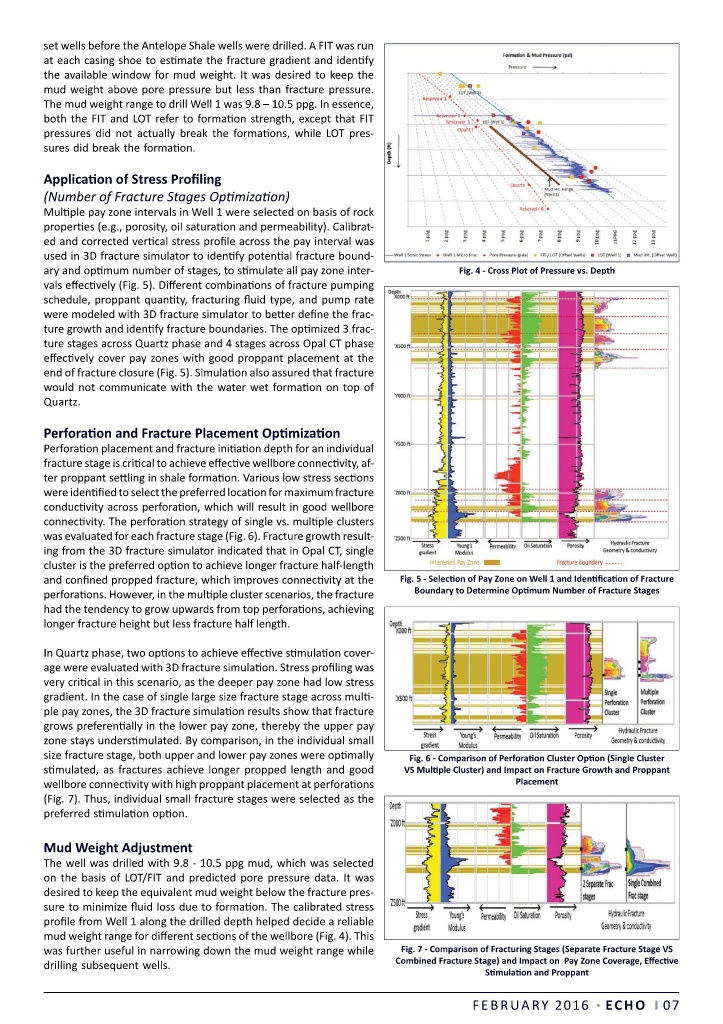 set wells before the Antelope Shale wells were drilled. A FIT was run
at each casing shoe to estimate the fracture gradient and identify
the available window for mud weight. It was desired to keep the
mud weight above pore pressure but less than fracture pressure.
The mud weight range to drill Well 1 was 9.8 – 10.5 ppg. In essence,
both the FIT and LOT refer to formation strength, except that FIT
pressures did not actually break the formations, while LOT pres-
sures did break the formation.
Application of Stress Profiling
(Number of Fracture Stages Optimization)
Multiple pay zone intervals in Well 1 were selected on basis of rock
properties (e.g., porosity, oil saturation and permeability). Calibrat-
ed and corrected vertical stress profile across the pay interval was
used in 3D fracture simulator to identify potential fracture bound-
ary and optimum number of stages, to stimulate all pay zone inter-
vals effectively (Fig. 5). Different combinations of fracture pumping
schedule, proppant quantity, fracturing fluid type, and pump rate
were modeled with 3D fracture simulator to better define the frac-
ture growth and identify fracture boundaries. The optimized 3 frac-
ture stages across Quartz phase and 4 stages across Opal CT phase
effectively cover pay zones with good proppant placement at the
end of fracture closure (Fig. 5). Simulation also assured that fracture
would not communicate with the water wet formation on top of
Quartz.
Perforation and Fracture Placement Optimization
Perforation placement and fracture initiation depth for an individual
fracture stage is critical to achieve effective wellbore connectivity, af-
ter proppant settling in shale formation. Various low stress sections
were identified to select the preferred location for maximum fracture
conductivity across perforation, which will result in good wellbore
connectivity. The perforation strategy of single vs. multiple clusters
was evaluated for each fracture stage (Fig. 6). Fracture growth result-
ing from the 3D fracture simulator indicated that in Opal CT, single
cluster is the preferred option to achieve longer fracture half-length
and confined propped fracture, which improves connectivity at the
perforations. However, in the multiple cluster scenarios, the fracture
had the tendency to grow upwards from top perforations, achieving
longer fracture height but less fracture half length.
In Quartz phase, two options to achieve effective stimulation cover-
age were evaluated with 3D fracture simulation. Stress profiling was
very critical in this scenario, as the deeper pay zone had low stress
gradient. In the case of single large size fracture stage across multi-
ple pay zones, the 3D fracture simulation results show that fracture
grows preferentially in the lower pay zone, thereby the upper pay
zone stays understimulated. By comparison, in the individual small
size fracture stage, both upper and lower pay zones were optimally
stimulated, as fractures achieve longer propped length and good
wellbore connectivity with high proppant placement at perforations
(Fig. 7). Thus, individual small fracture stages were selected as the
preferred stimulation option.
Mud Weight Adjustment
The well was drilled with 9.8 - 10.5 ppg mud, which was selected
on the basis of LOT/FIT and predicted pore pressure data. It was
desired to keep the equivalent mud weight below the fracture pres-
sure to minimize fluid loss due to formation. The calibrated stress
profile from Well 1 along the drilled depth helped decide a reliable
mud weight range for different sections of the wellbore (Fig. 4). This
was further useful in narrowing down the mud weight range while
drilling subsequent wells.
Formation & Mud Pressure (psi)
Pressure
Depth (ft)
LOT (Well 1)
Reservoir 1
Reservoir 2
Reservoir 3
Opal CT
FIT (Well 1)
Quartz
Mud Wt. Range
(Well 1)
Reservoir 6
1 ppg
2 ppg
3 ppg
4 ppg
5 ppg
6 ppg
7 ppg
8 ppg
9 ppg
10 ppg
11 ppg
12 ppg
13 ppg
Well 1 Sonic Stress
Well 1 Micro Frac
Pore Pressure (psia)
FIT / LOT (Offset Wells)
LOT (Well 1)
Mud Wt. (Offset Well)
Fig. 4 - Cross Plot of Pressure vs. Depth
Depth
X000 ft
X500 ft
Y000 ft
Y500 ft
Z000 ft
Z500 ft
Stress
gradient
Young's
Modulus
Permeability
Oil Saturation
Porosity
Hydraulic Fracture
Geometry & conductivity
Interested Pay Zone
Fracture boundary
Fig. 5 - Selection of Pay Zone on Well 1 and Identification of Fracture
Boundary to Determine Optimum Number of Fracture Stages
Depth
X000 ft
X500 ft
Single
Perforation
Cluster
Multiple
Perforation
Cluster
Stress
gradient
Young's
Modulus
Permeability
Oil Saturation
Porosity
Hydraulic Fracture
Geometry & conductivity
Fig. 6 - Comparison of Perforation Cluster Option (Single Cluster
VS Multiple Cluster) and Impact on Fracture Growth and Proppant
Placement
Depth
Z000 ft
Z500 ft
2 Separate Frac
stages
Single Combined
Frac stage
Stress
gradient
Young's
Modulus
Permeability
Oil Saturation
Porosity
Hydraulic Fracture
Geometry & conductivity
Fig. 7 - Comparison of Fracturing Stages (Separate Fracture Stage VS
Combined Fracture Stage) and Impact on Pay Zone Coverage, Effective
Stimulation and Proppant
FEBRUARY 2016 • ECHO | 07